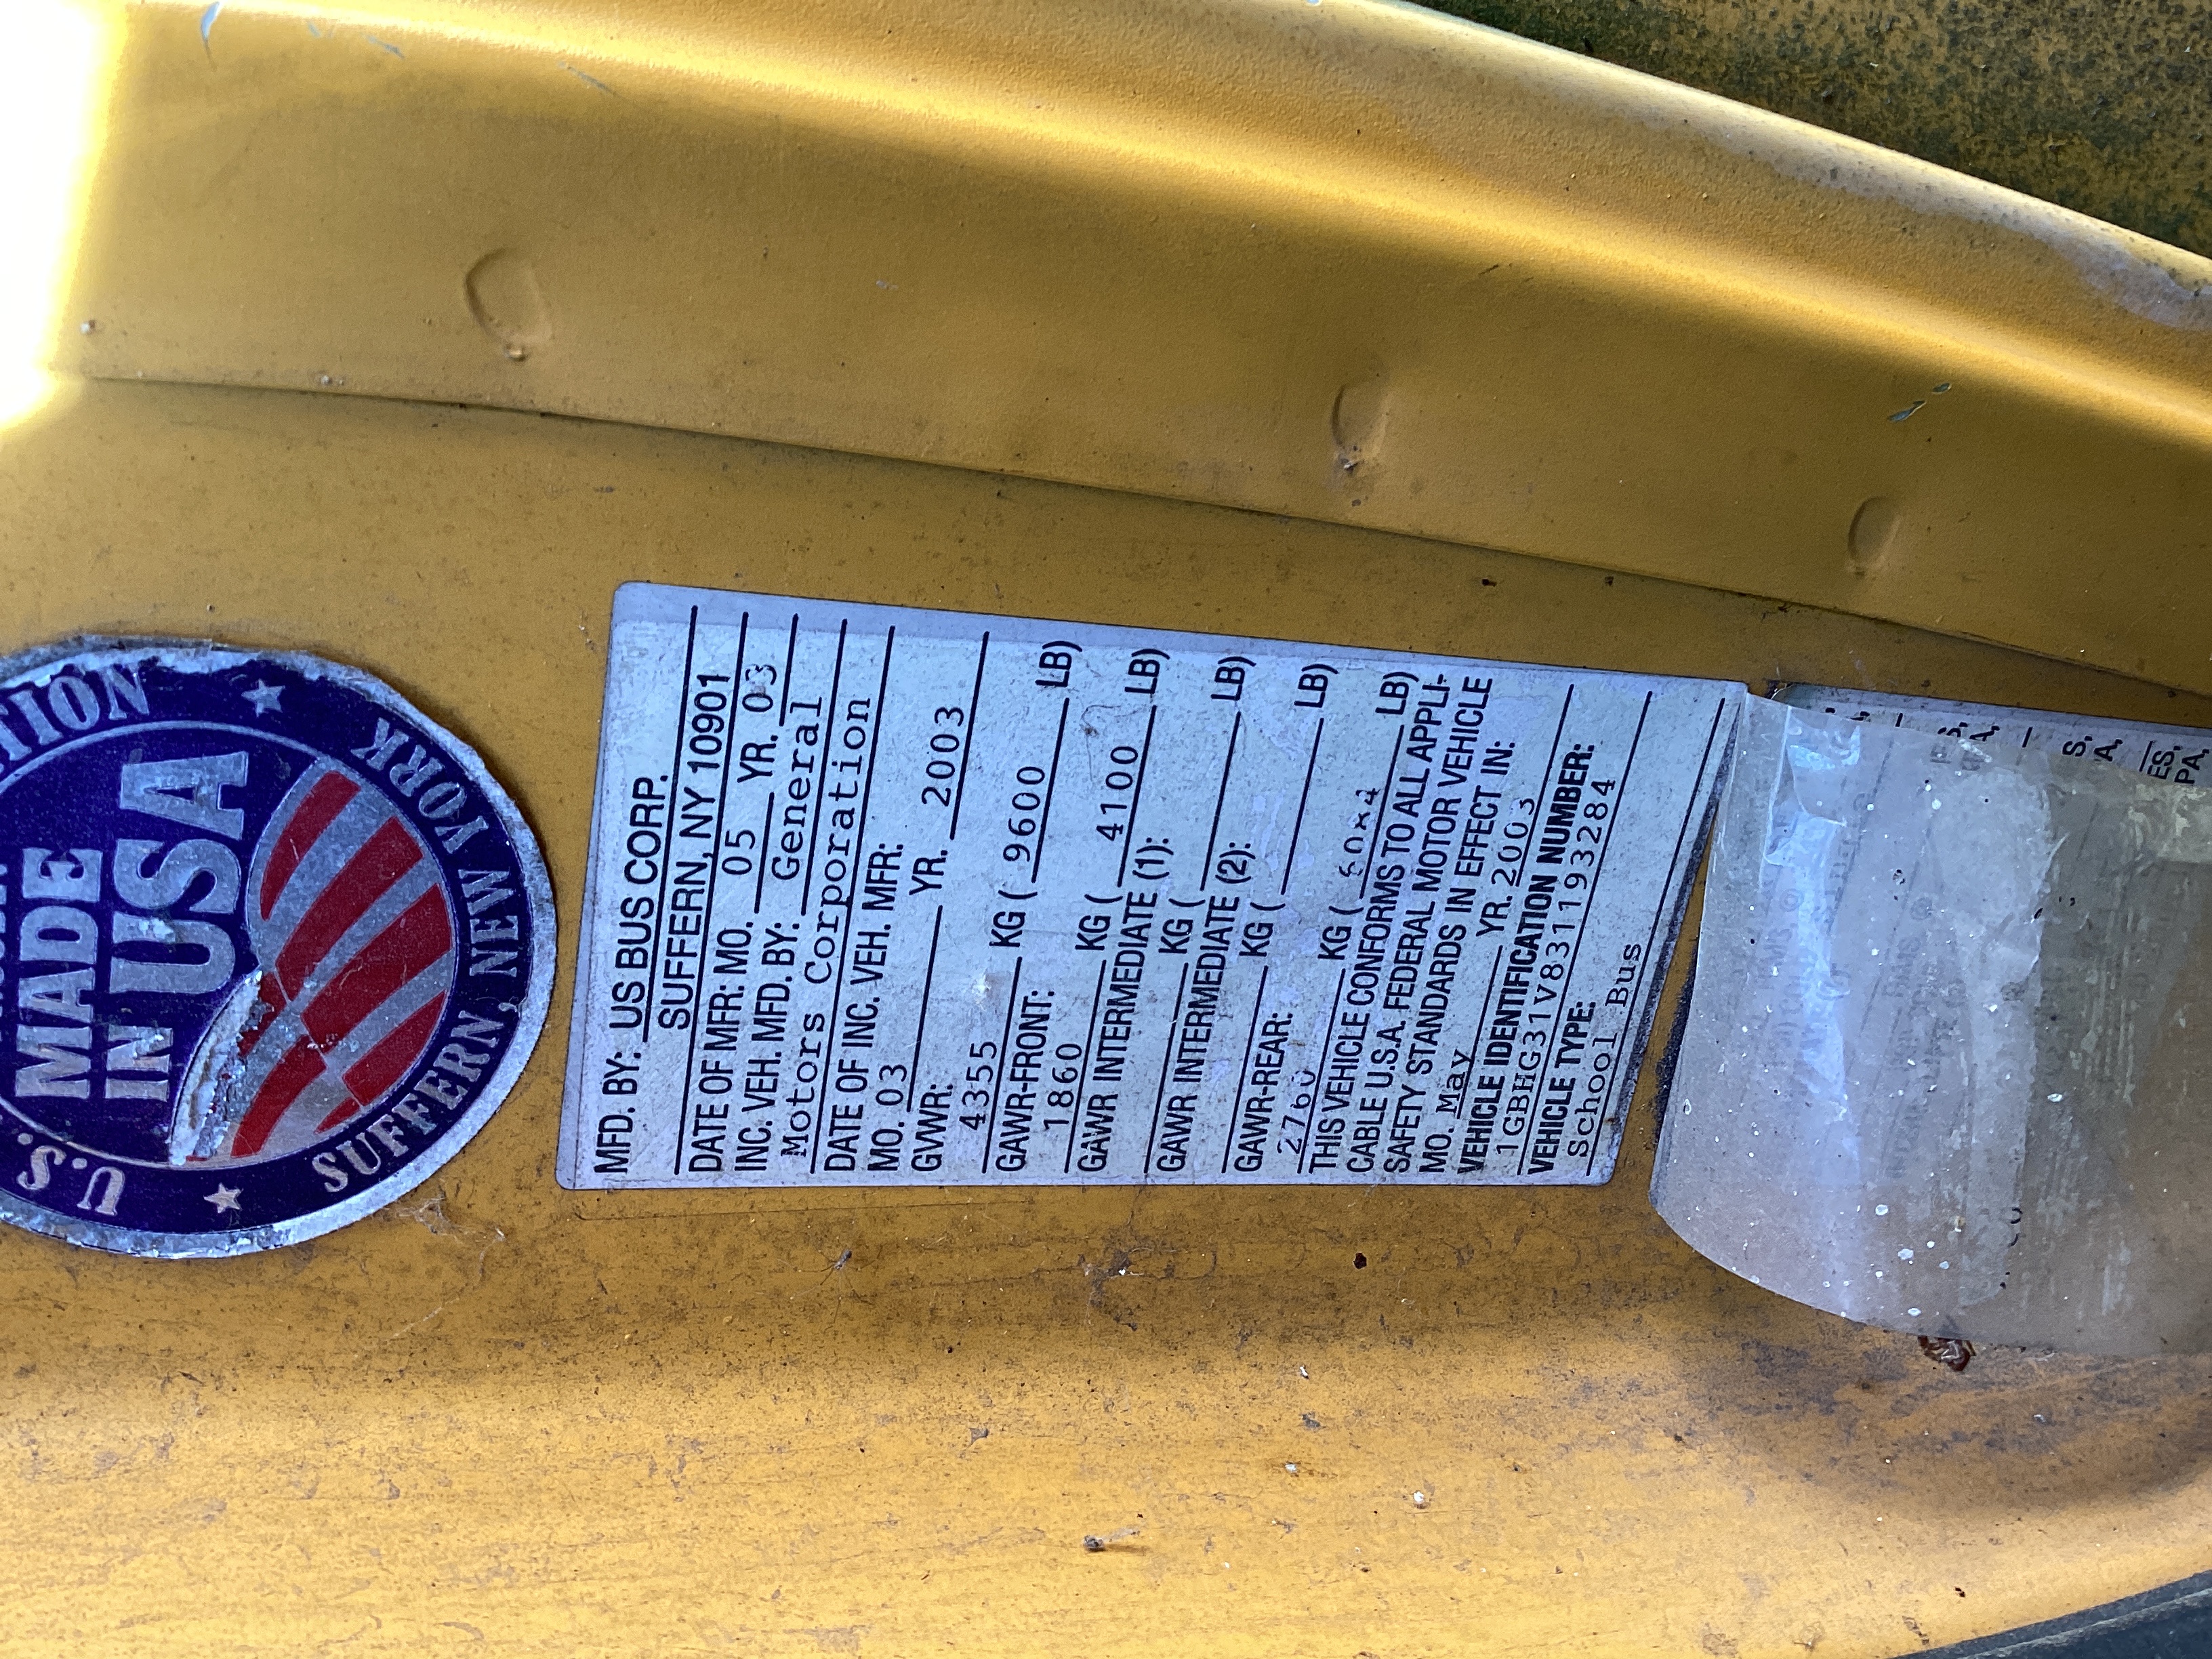 MADE
IN USA
U.S.
SUFFERN, NEW YORK
MFD. BY: US BUS CORP.
SUFFERN, NY 10901
DATE OF MFR: MO. 05 YR. 03
INC. VEH. MFD. BY: General
Motors Corporation
DATE OF INC. VEH. MFR:
MO. 03 YR. 2003
GVWR:
4355 KG ( 9600 LB)
GAWR-FRONT:
1860 KG ( 4100 LB)
GAWR INTERMEDIATE (1):
KG ( LB)
GAWR INTERMEDIATE (2):
KG ( LB)
GAWR-REAR:
2760 KG ( LB)
THIS VEHICLE CONFORMS TO ALL APPLI-
CABLE U.S.A. FEDERAL MOTOR VEHICLE
SAFETY STANDARDS IN EFFECT IN:
MO. May YR. 2003
VEHICLE IDENTIFICATION NUMBER:
1GBHG31V831193284
VEHICLE TYPE:
School Bus